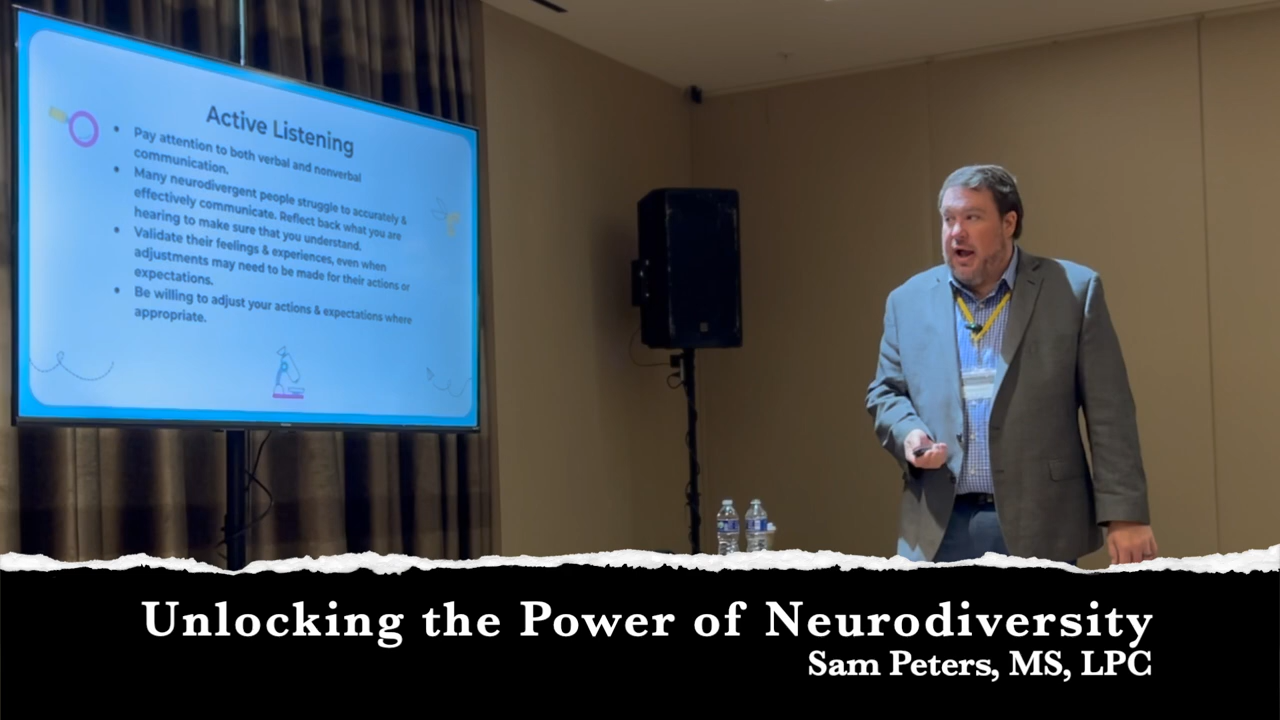 Active Listening
Pay attention to both verbal and nonverbal
communication.
Many neurodivergent people struggle to accurately &
effectively communicate. Reflect back what you are
hearing to make sure that you understand.
Validate their feelings & experiences, even when
adjustments may need to be made for their actions or
expectations.
Be willing to adjust your actions & expectations where
appropriate.
Unlocking the Power of Neurodiversity
Sam Peters, MS, LPC